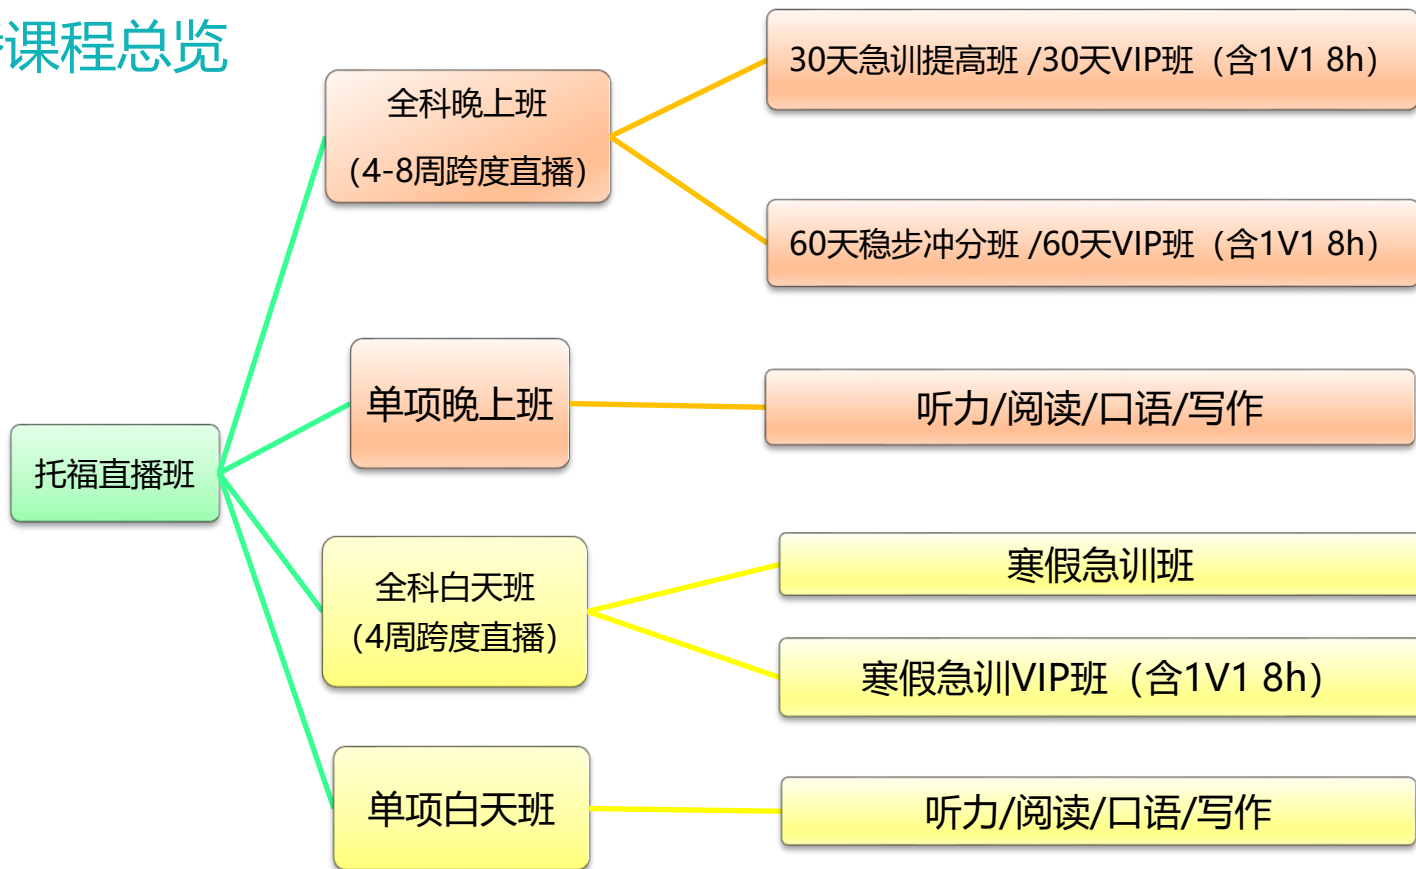 课程总览
30天急训提高班 /30天VIP班（含1V1 8h）
全科晚上班
（4-8周跨度直播）
60天稳步冲分班 /60天VIP班（含1V1 8h）
单项晚上班
听力/阅读/口语/写作
托福直播班
全科白天班
（4周跨度直播）
寒假急训班
寒假急训VIP班（含1V1 8h）
单项白天班
听力/阅读/口语/写作